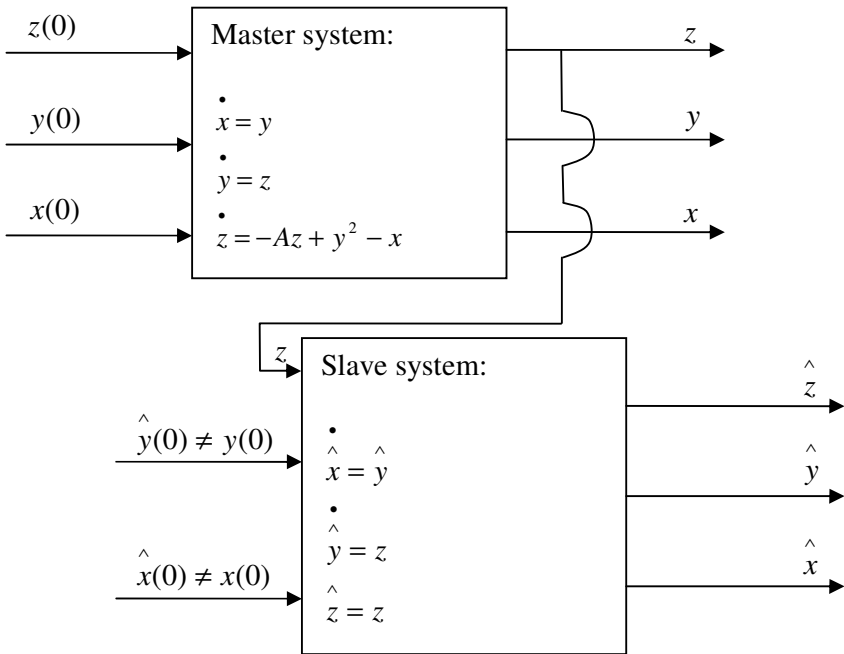 z(0)
y(0)
x(0)
Master system:
ẋ = y
ẏ = z
ż = −Az + y² − x
z
y
x
z
Slave system:
ŷ(0) ≠ y(0)
x̂(0) ≠ x(0)
x̂̇ = ŷ
ŷ̇ = z
ẑ = z
ẑ
ŷ
x̂